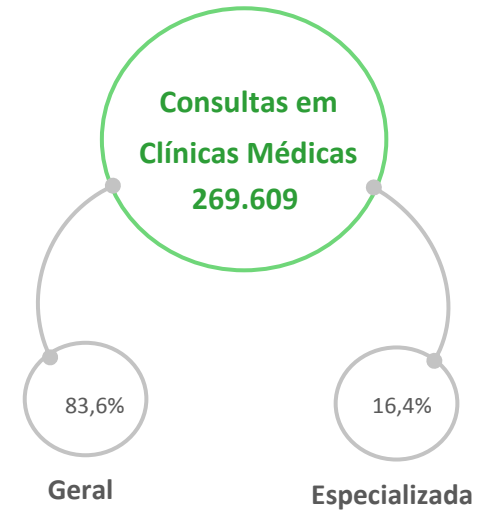 Consultas em
Clínicas Médicas
269.609
83,6%
16,4%
Geral
Especializada